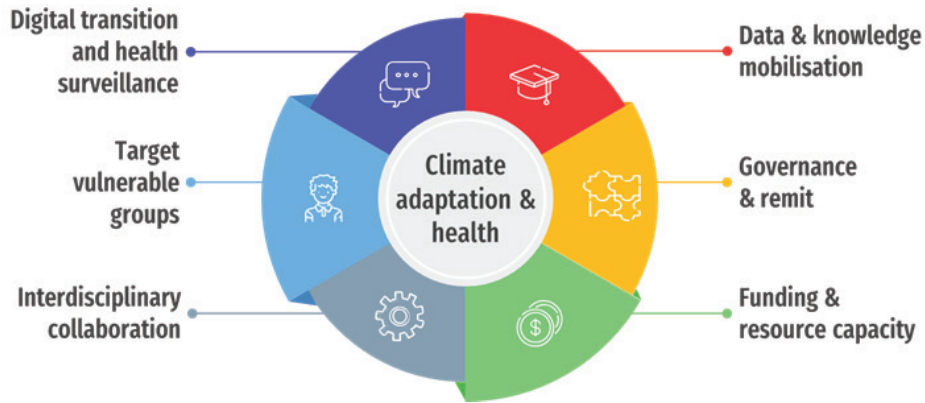 Digital transition
and health
surveillance
Target
vulnerable
groups
Interdisciplinary
collaboration
Climate
adaptation &
health
Data & knowledge
mobilisation
Governance
& remit
Funding &
resource capacity
$